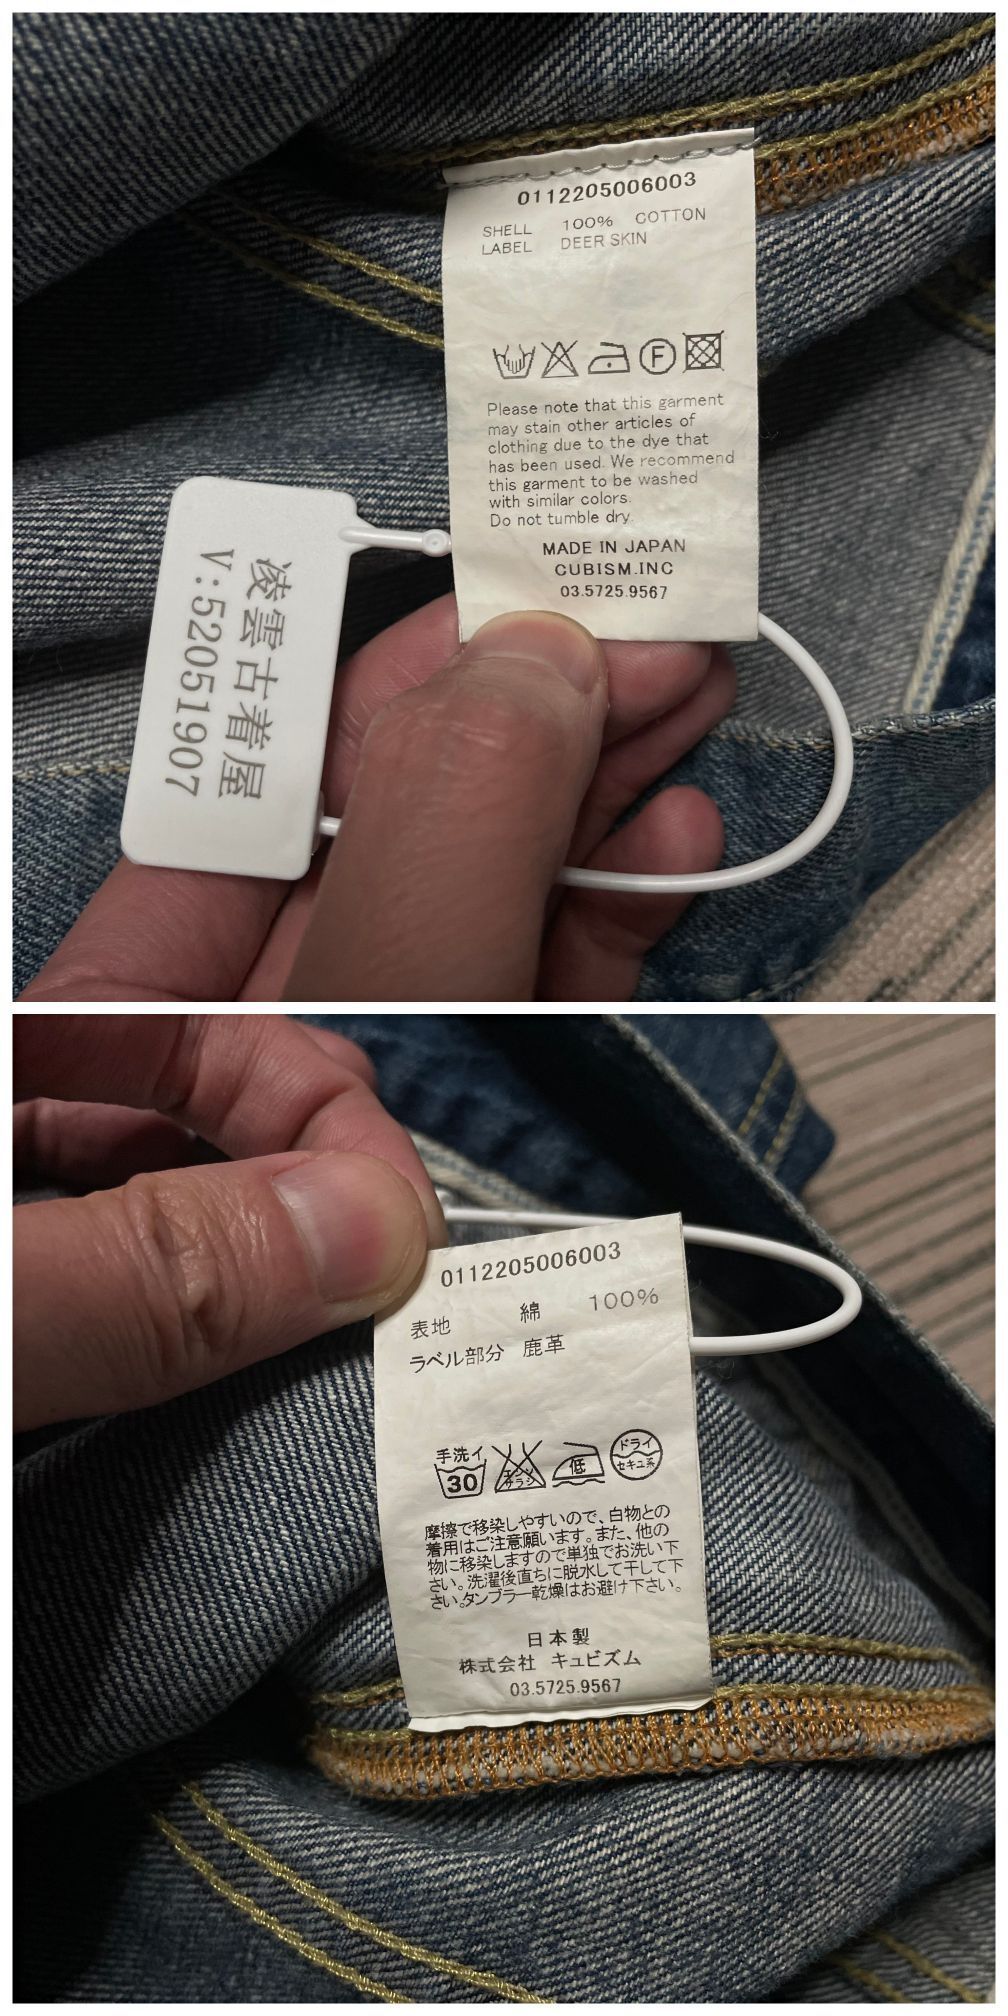 0112205006003
SHELL 100% COTTON
LABEL DEER SKIN
F
Please note that this garment
may stain other articles of
clothing due to the dye that
has been used. We recommend
this garment to be washed
with similar colors.
Do not tumble dry.
MADE IN JAPAN
CUBISM.INC
03.5725.9567
凌雲古着屋
V:52051907
0112205006003
表地 綿 100%
ラベル部分 鹿革
手洗イ
30
エンソ
サラシ
低
ドライ
セキユ系
摩擦で移染しやすいので、白物との
着用はご注意願います。また、他の
物に移染しますので単独でお洗い下
さい。洗濯後直ちに脱水して干して下
さい。タンブラー乾燥はお避け下さい。
日本製
株式会社 キュビズム
03.5725.9567